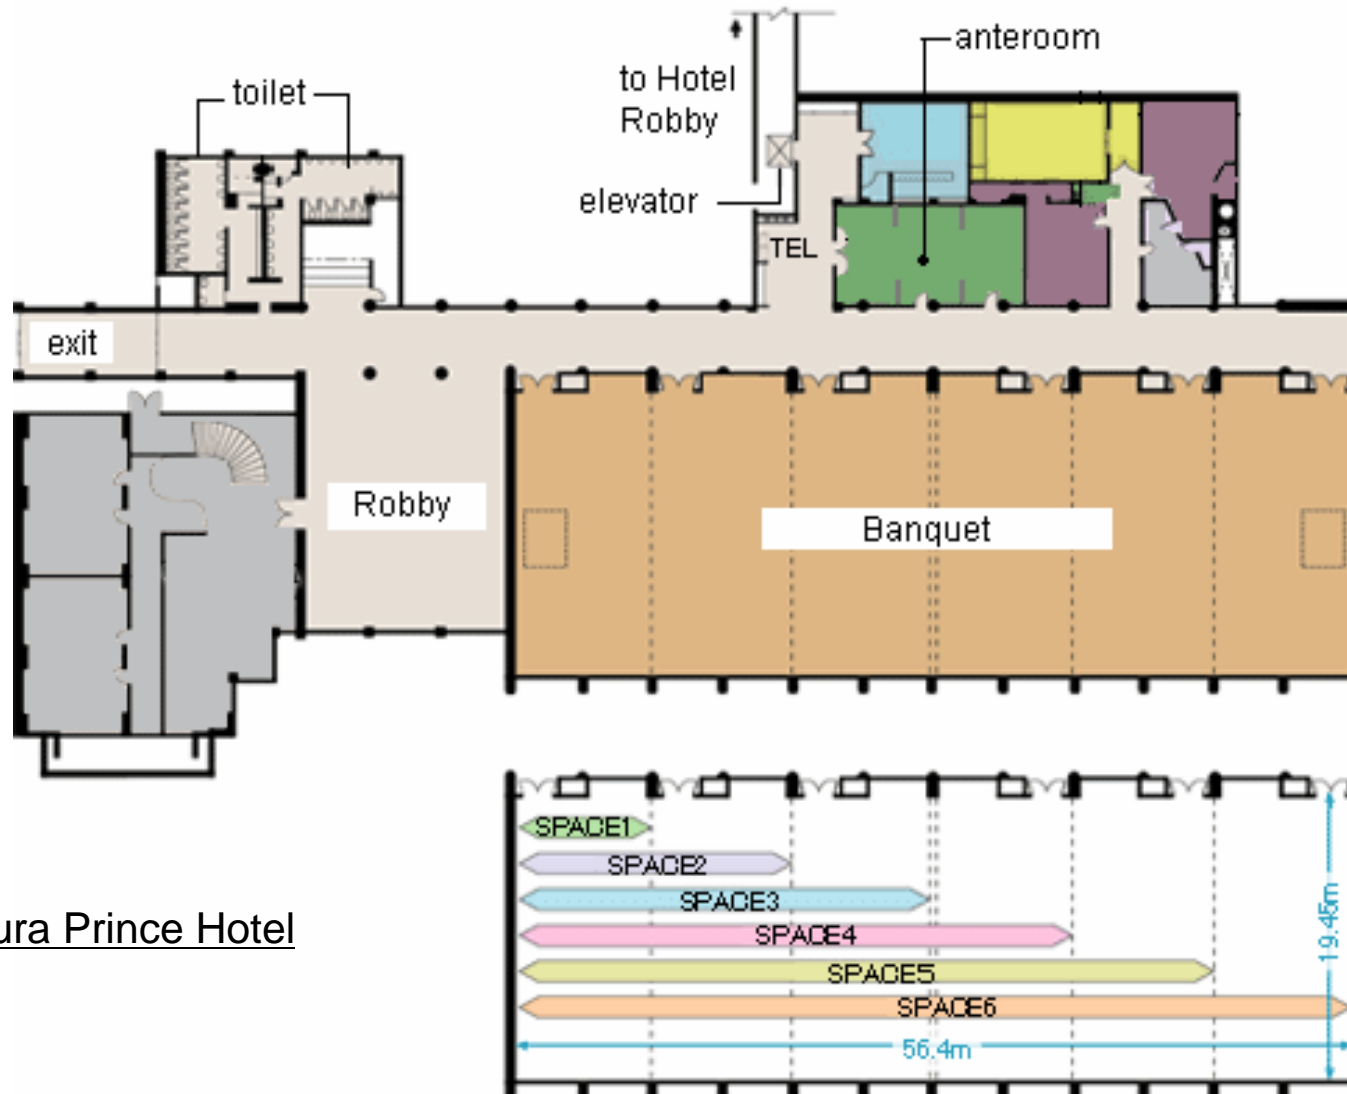 anteroom
to Hotel
Robby
toilet
elevator
TEL
exit
Robby
Banquet
SPACE1
SPACE2
SPACE3
SPACE4
SPACE5
SPACE6
19.45m
56.4m
ura Prince Hotel